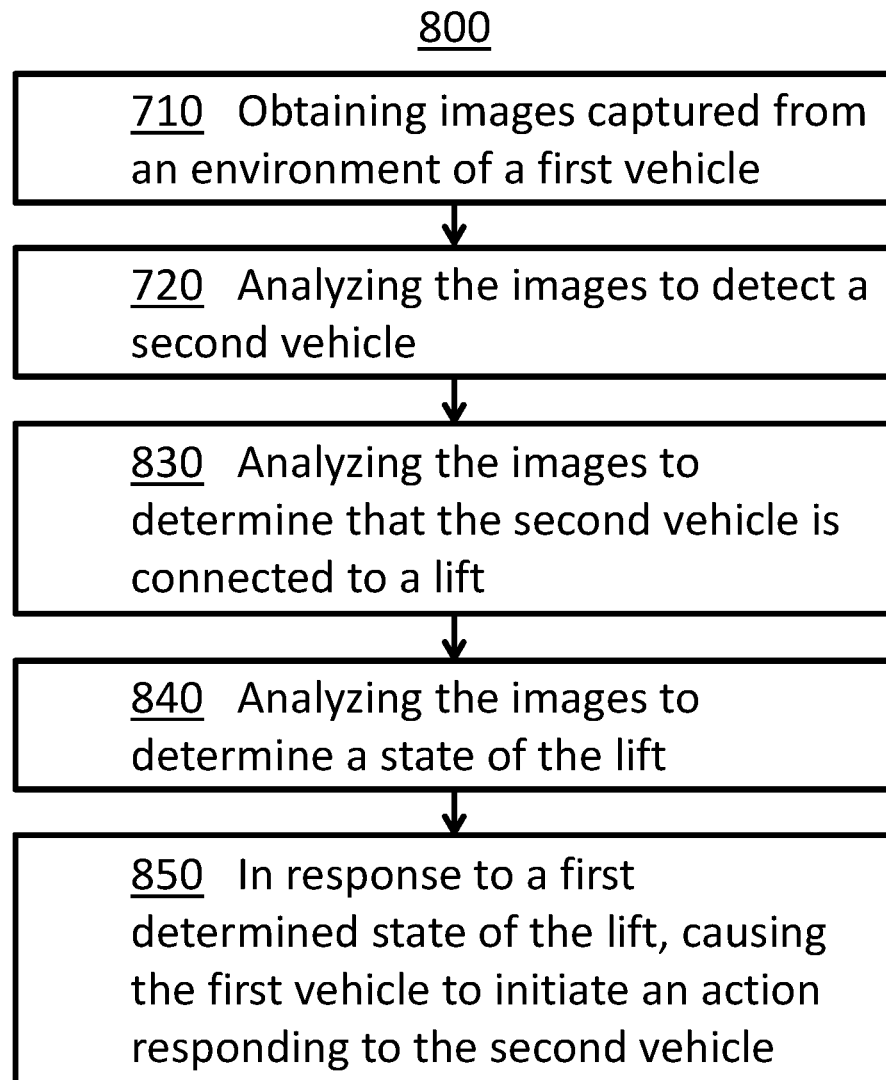 800
710 Obtaining images captured from
an environment of a first vehicle
720 Analyzing the images to detect a
second vehicle
830 Analyzing the images to
determine that the second vehicle is
connected to a lift
840 Analyzing the images to
determine a state of the lift
850 In response to a first
determined state of the lift, causing
the first vehicle to initiate an action
responding to the second vehicle